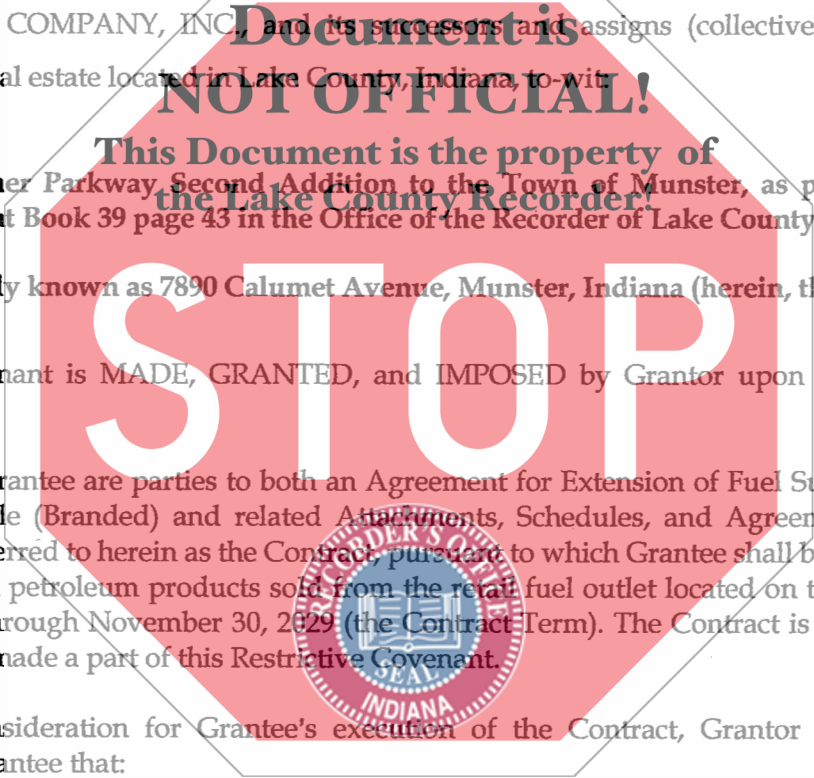 Document is
COMPANY, INC., and its successors and assigns (collective
al estate located in Lake County, Indiana, to-wit:
NOT OFFICIAL!
This Document is the property of
er Parkway Second Addition to the Town of Munster, as p
the Lake County Recorder!
t Book 39 page 43 in the Office of the Recorder of Lake County
y known as 7890 Calumet Avenue, Munster, Indiana (herein, th
STOP
nant is MADE, GRANTED, and IMPOSED by Grantor upon
rantee are parties to both an Agreement for Extension of Fuel Su
le (Branded) and related Attachments, Schedules, and Agreem
erred to herein as the Contract, pursuant to which Grantee shall b
petroleum products sold from the retail fuel outlet located on t
rough November 30, 2029 (the Contract Term). The Contract is
nade a part of this Restrictive Covenant.
RECORDER'S OFFICE
SEAL
INDIANA
nsideration for Grantee's execution of the Contract, Grantor
antee that: